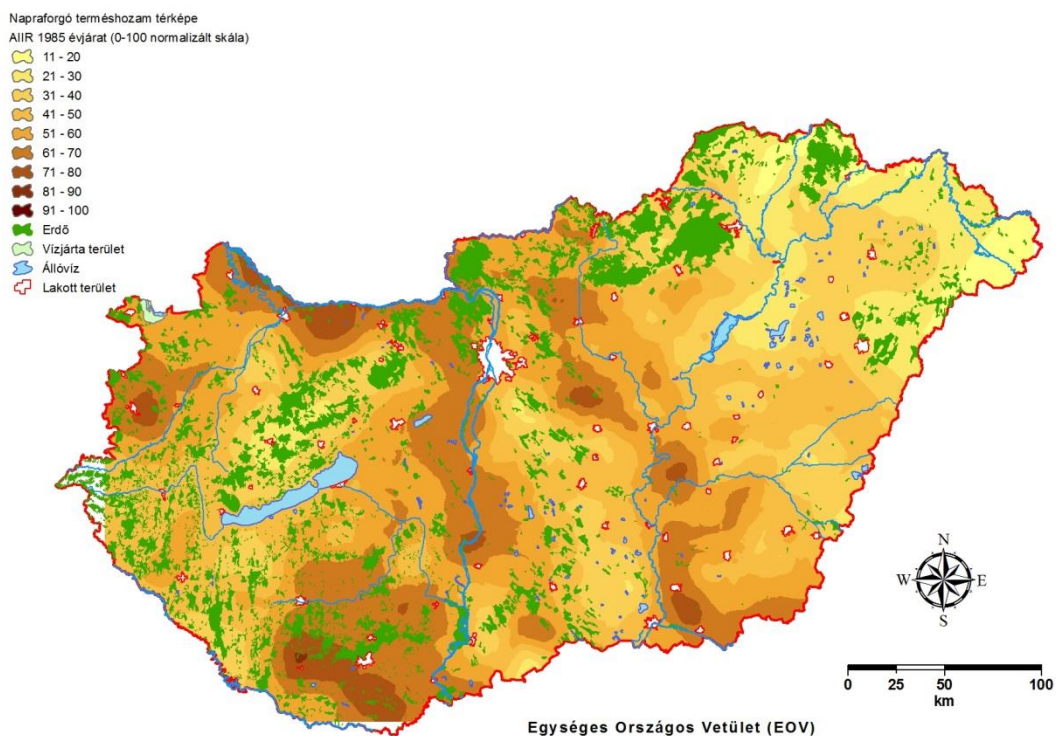 Napraforgó terméshozam térképe
AIIR 1985 évjárat (0-100 normalizált skála)
11 - 20
21 - 30
31 - 40
41 - 50
51 - 60
61 - 70
71 - 80
81 - 90
91 - 100
Erdő
Vízjárta terület
Állóvíz
Lakott terület
N
W E
S
0 25 50 100
km
Egységes Országos Vetület (EOV)